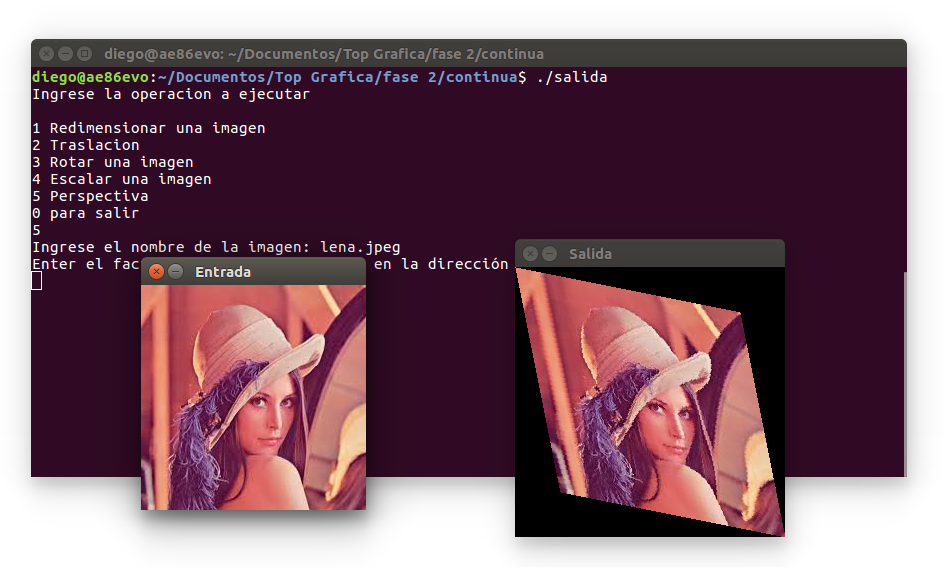 diego@ae86evo: ~/Documentos/Top Grafica/fase 2/continua
diego@ae86evo:~/Documentos/Top Grafica/fase 2/continua$ ./salida
Ingrese la operacion a ejecutar
1 Redimensionar una imagen
2 Traslacion
3 Rotar una imagen
4 Escalar una imagen
5 Perspectiva
0 para salir
5
Ingrese el nombre de la imagen: lena.jpeg
Enter el fac en la dirección
Entrada
Salida